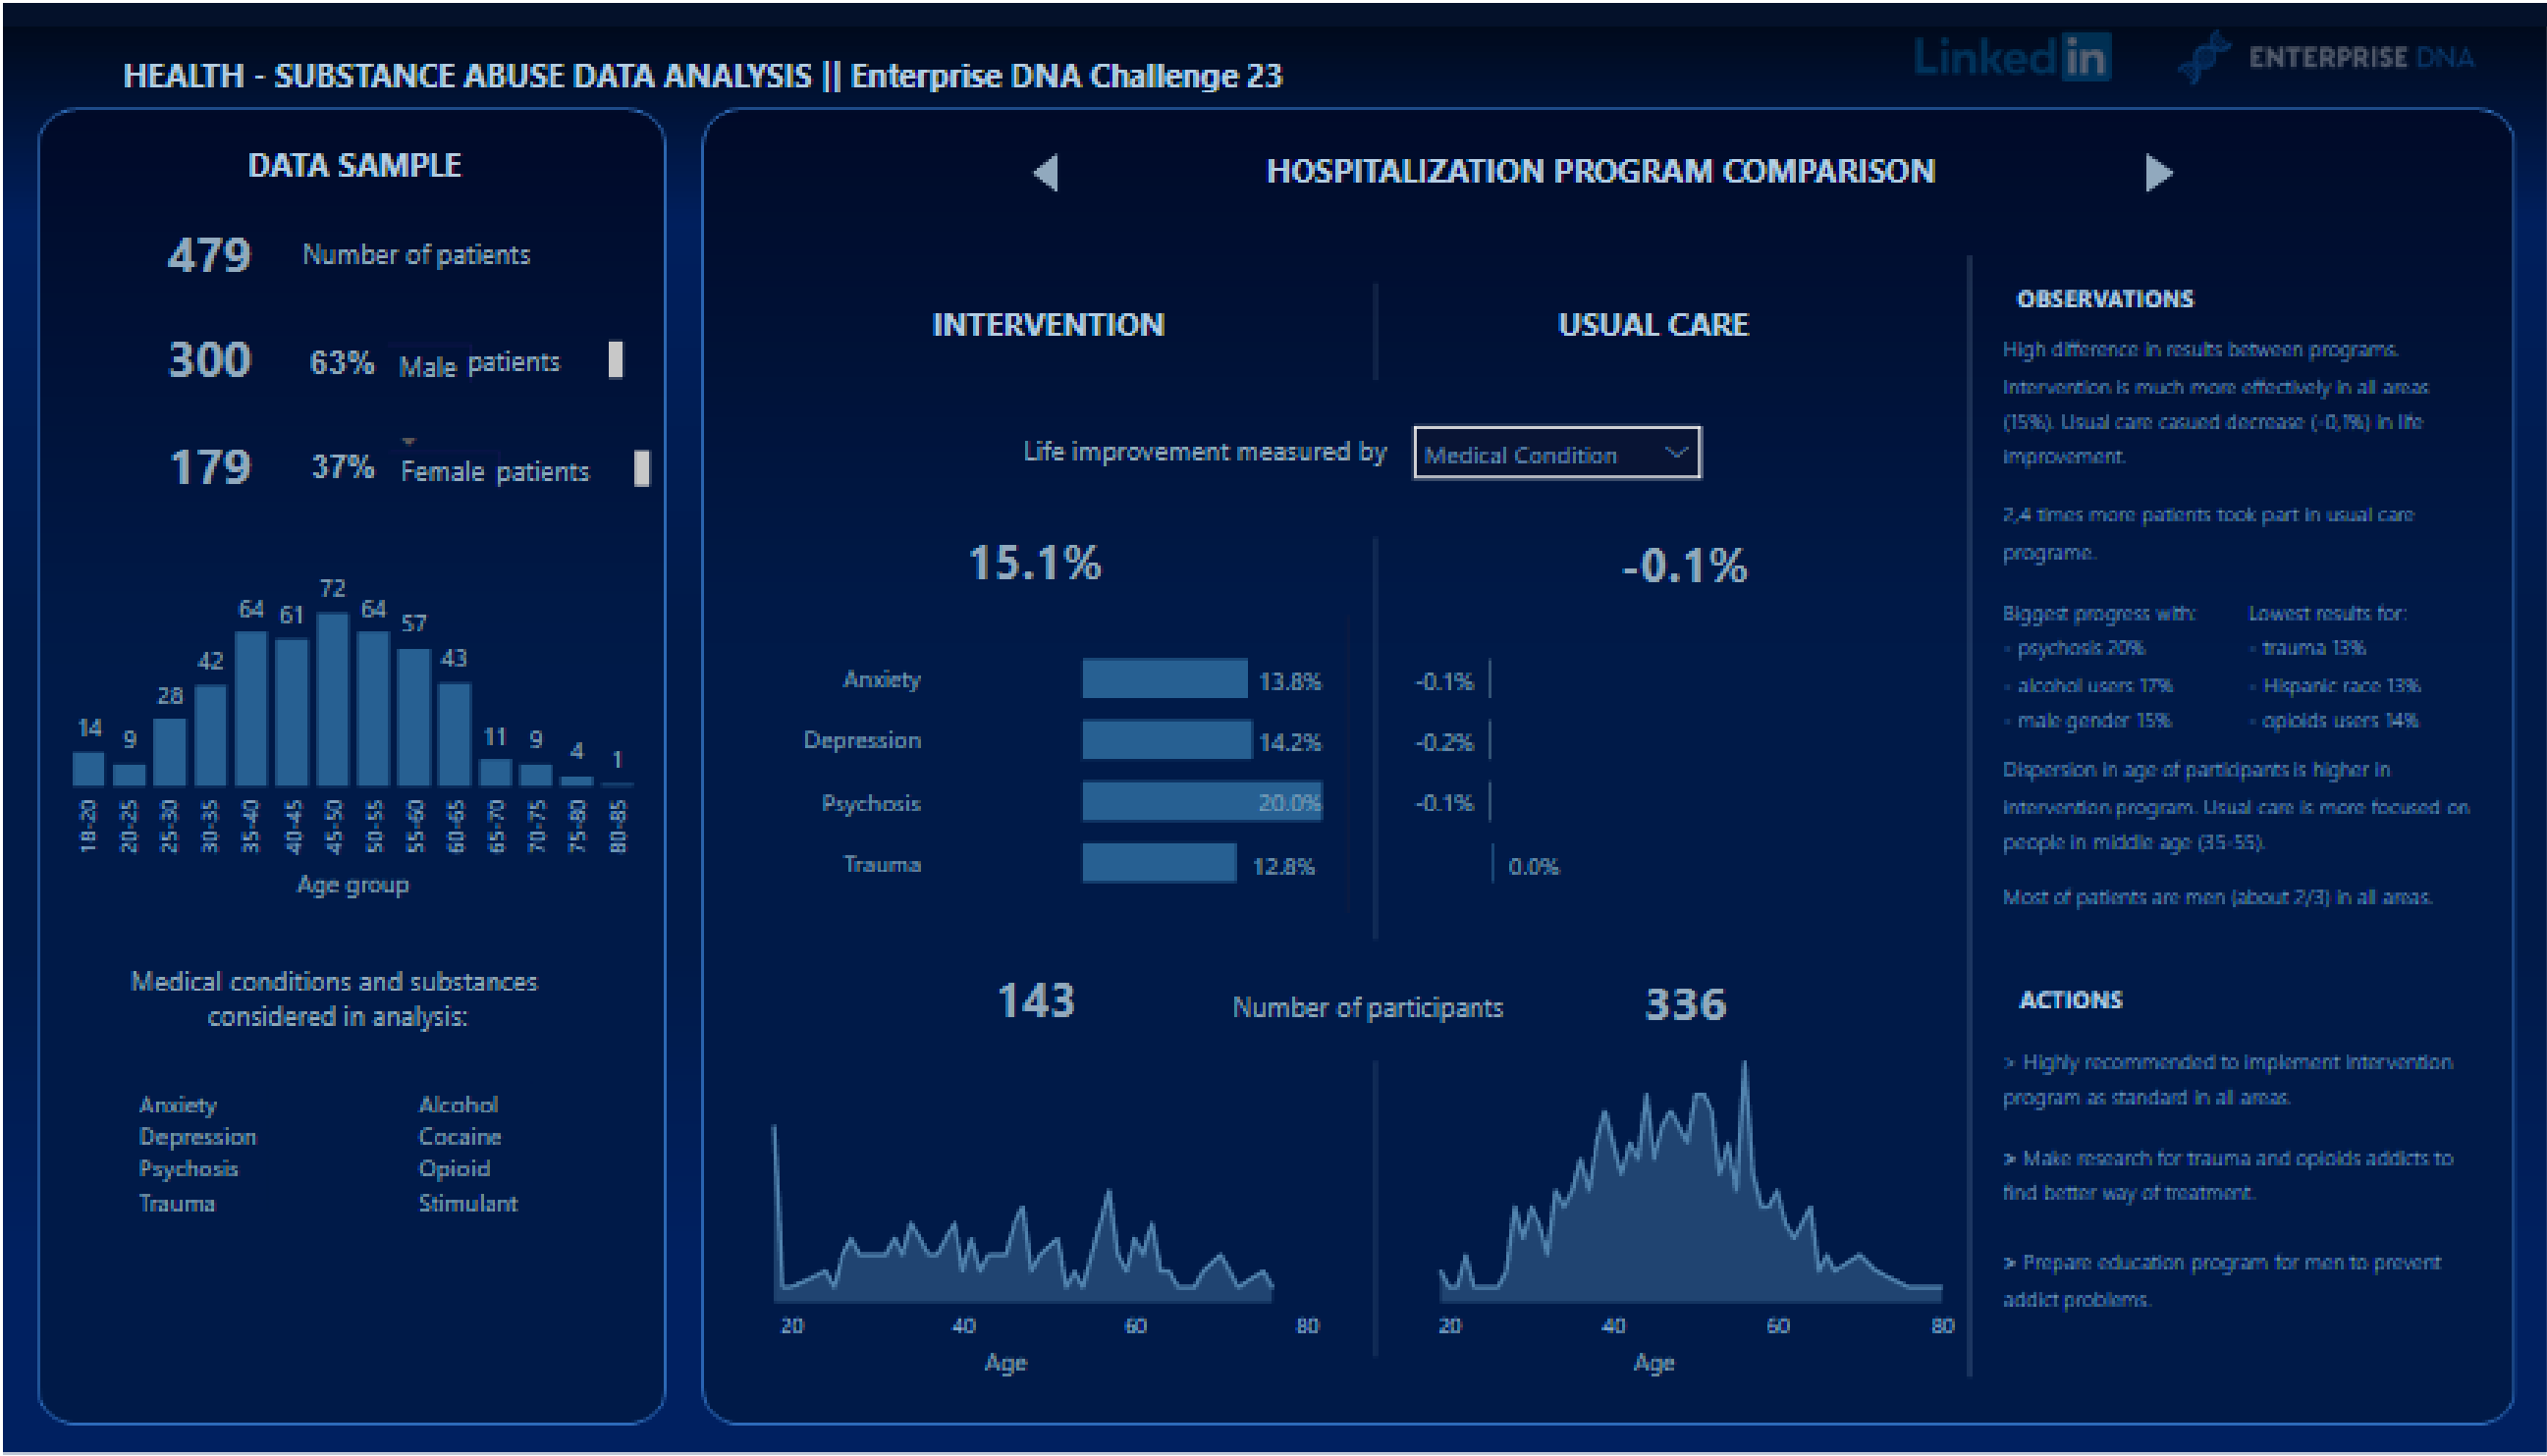 HEALTH - SUBSTANCE ABUSE DATA ANALYSIS || Enterprise DNA Challenge 23
Linked in
ENTERPRISE DNA
DATA SAMPLE
479 Number of patients
300 63% Male patients
179 37% Female patients
14 9 28 42 64 61 72 64 57 43 11 9 4 1
18-20 20-25 25-30 30-35 35-40 40-45 45-50 50-55 55-60 60-65 65-70 70-75 75-80 80-85
Age group
Medical conditions and substances
considered in analysis:
Anxiety Alcohol
Depression Cocaine
Psychosis Opioid
Trauma Stimulant
HOSPITALIZATION PROGRAM COMPARISON
INTERVENTION USUAL CARE
Life improvement measured by Medical Condition
15.1% -0.1%
Anxiety 13.8% -0.1%
Depression 14.2% -0.2%
Psychosis 20.0% -0.1%
Trauma 12.8% 0.0%
143 Number of participants 336
20 40 60 80
Age
20 40 60 80
Age
OBSERVATIONS
High difference in results between programs.
Intervention is much more effectively in all areas
(15%). Usual care casued decrease (-0,1%) in life
improvement.
2,4 times more patients took part in usual care
programe.
Biggest progress with: Lowest results for:
- psychosis 20% - trauma 13%
- alcohol users 17% - Hispanic race 13%
- male gender 15% - opioids users 14%
Dispersion in age of participants is higher in
intervention program. Usual care is more focused on
people in middle age (35-55).
Most of patients are men (about 2/3) in all areas.
ACTIONS
> Highly recommended to implement intervention
program as standard in all areas.
> Make research for trauma and opioids addicts to
find better way of treatment.
> Prepare education program for men to prevent
addict problems.